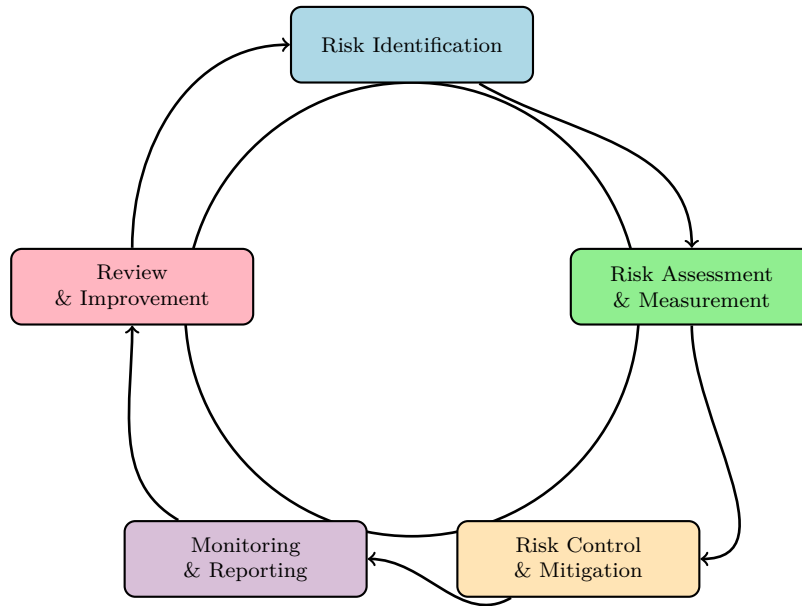 Risk Identification
Risk Assessment
& Measurement
Risk Control
& Mitigation
Monitoring
& Reporting
Review
& Improvement